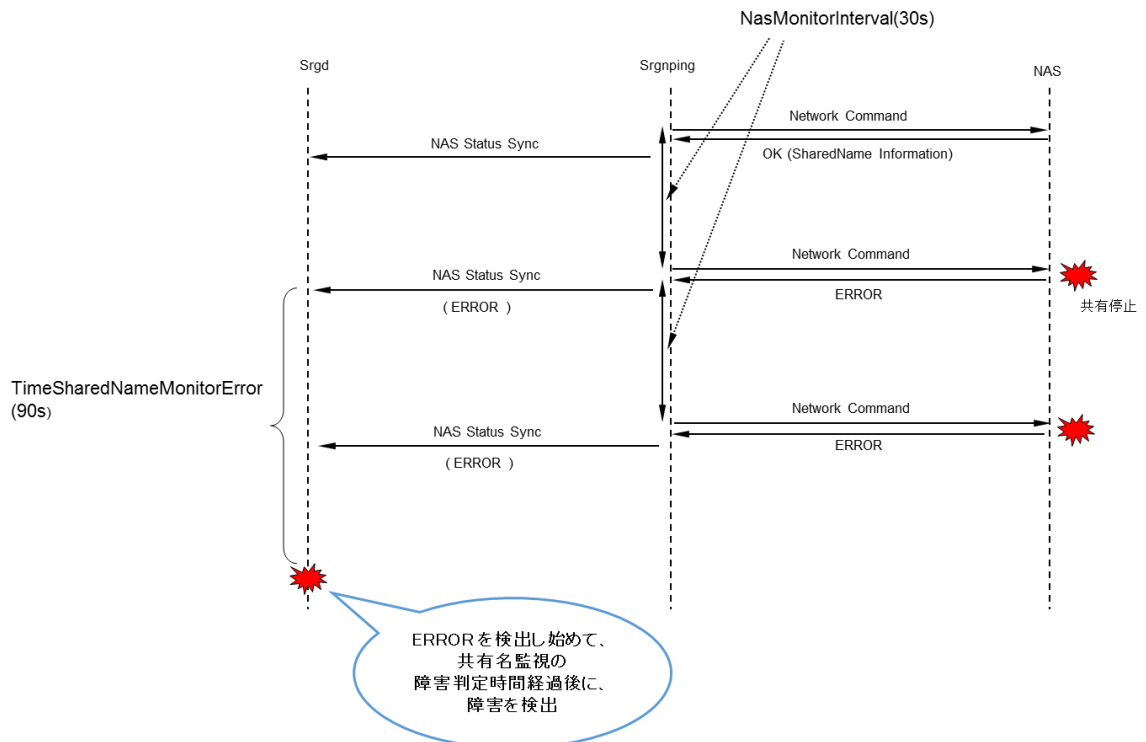 NasMonitorInterval(30s)
Srgd
Srgnping
NAS
Network Command
NAS Status Sync
OK (SharedName Information)
Network Command
NAS Status Sync
( ERROR )
ERROR
共有停止
TimeSharedNameMonitorError
(90s)
Network Command
NAS Status Sync
( ERROR )
ERROR
ERRORを検出し始めて、
共有名監視の
障害判定時間経過後に、
障害を検出